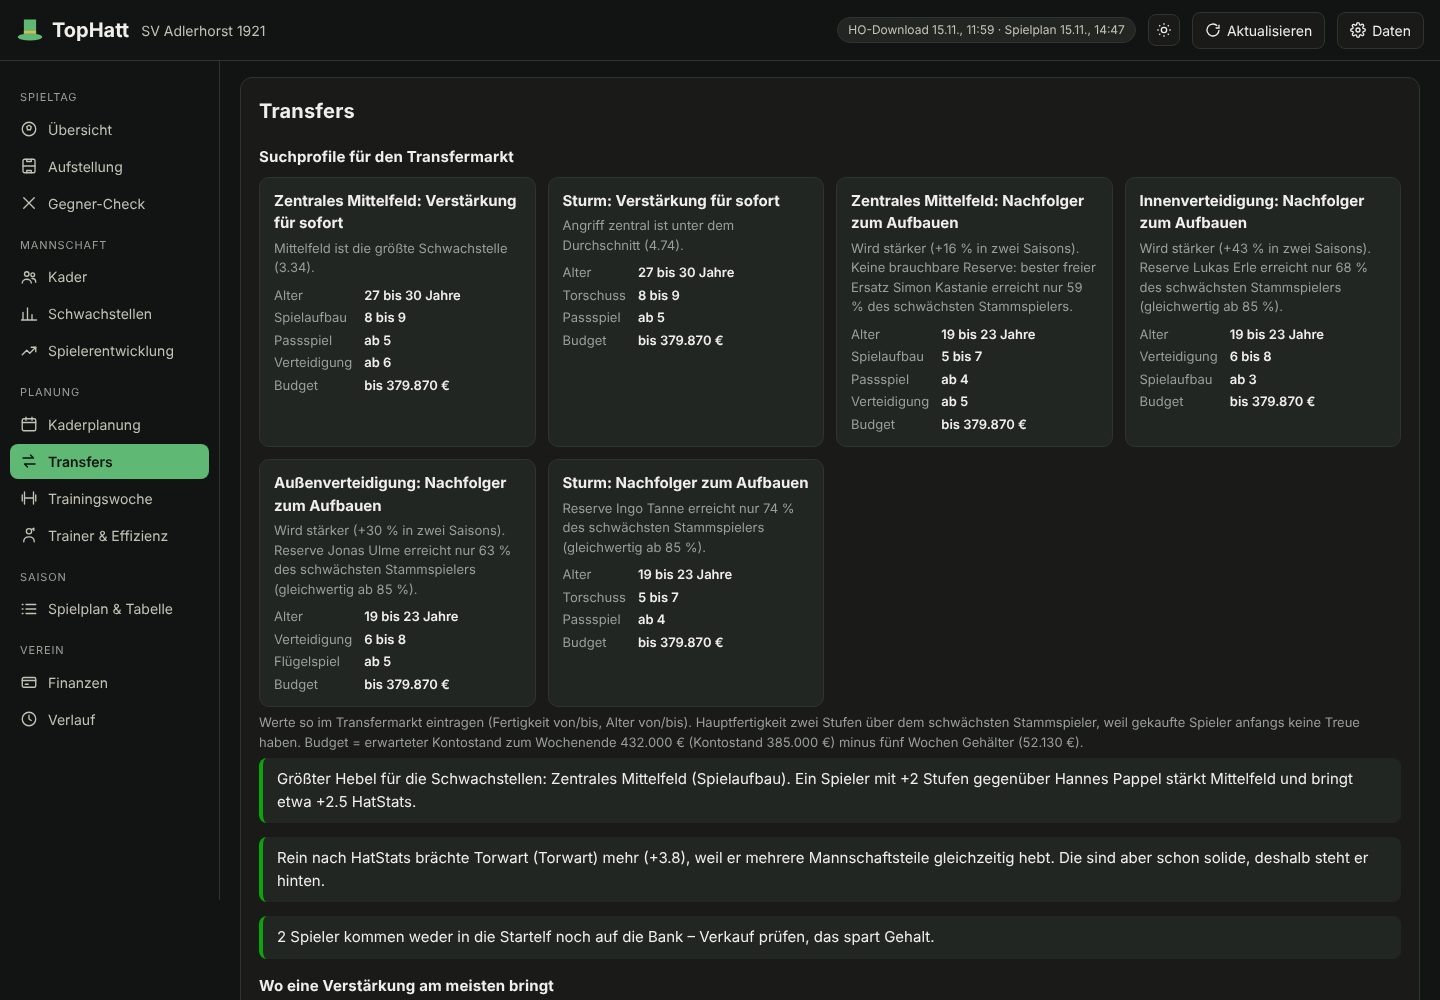 TopHatt SV Adlerhorst 1921
HO-Download 15.11., 11:59 · Spielplan 15.11., 14:47
Aktualisieren
Daten
SPIELTAG
Übersicht
Aufstellung
Gegner-Check
MANNSCHAFT
Kader
Schwachstellen
Spielerentwicklung
PLANUNG
Kaderplanung
Transfers
Trainingswoche
Trainer & Effizienz
SAISON
Spielplan & Tabelle
VEREIN
Finanzen
Verlauf
Transfers
Suchprofile für den Transfermarkt
Zentrales Mittelfeld: Verstärkung
für sofort
Mittelfeld ist die größte Schwachstelle
(3.34).
Alter 27 bis 30 Jahre
Spielaufbau 8 bis 9
Passspiel ab 5
Verteidigung ab 6
Budget bis 379.870 €
Sturm: Verstärkung für sofort
Angriff zentral ist unter dem
Durchschnitt (4.74).
Alter 27 bis 30 Jahre
Torschuss 8 bis 9
Passspiel ab 5
Budget bis 379.870 €
Zentrales Mittelfeld: Nachfolger
zum Aufbauen
Wird stärker (+16 % in zwei Saisons).
Keine brauchbare Reserve: bester freier
Ersatz Simon Kastanie erreicht nur 59
% des schwächsten Stammspielers.
Alter 19 bis 23 Jahre
Spielaufbau 5 bis 7
Passspiel ab 4
Verteidigung ab 5
Budget bis 379.870 €
Innenverteidigung: Nachfolger
zum Aufbauen
Wird stärker (+43 % in zwei Saisons).
Reserve Lukas Erle erreicht nur 68 %
des schwächsten Stammspielers
(gleichwertig ab 85 %).
Alter 19 bis 23 Jahre
Verteidigung 6 bis 8
Spielaufbau ab 3
Budget bis 379.870 €
Außenverteidigung: Nachfolger
zum Aufbauen
Wird stärker (+30 % in zwei Saisons).
Reserve Jonas Ulme erreicht nur 63 %
des schwächsten Stammspielers
(gleichwertig ab 85 %).
Alter 19 bis 23 Jahre
Verteidigung 6 bis 8
Flügelspiel ab 5
Budget bis 379.870 €
Sturm: Nachfolger zum Aufbauen
Reserve Ingo Tanne erreicht nur 74 %
des schwächsten Stammspielers
(gleichwertig ab 85 %).
Alter 19 bis 23 Jahre
Torschuss 5 bis 7
Passspiel ab 4
Budget bis 379.870 €
Werte so im Transfermarkt eintragen (Fertigkeit von/bis, Alter von/bis). Hauptfertigkeit zwei Stufen über dem schwächsten Stammspieler, weil gekaufte Spieler anfangs keine Treue
haben. Budget = erwarteter Kontostand zum Wochenende 432.000 € (Kontostand 385.000 €) minus fünf Wochen Gehälter (52.130 €).
Größter Hebel für die Schwachstellen: Zentrales Mittelfeld (Spielaufbau). Ein Spieler mit +2 Stufen gegenüber Hannes Pappel stärkt Mittelfeld und bringt
etwa +2.5 HatStats.
Rein nach HatStats brächte Torwart (Torwart) mehr (+3.8), weil er mehrere Mannschaftsteile gleichzeitig hebt. Die sind aber schon solide, deshalb steht er
hinten.
2 Spieler kommen weder in die Startelf noch auf die Bank – Verkauf prüfen, das spart Gehalt.
Wo eine Verstärkung am meisten bringt